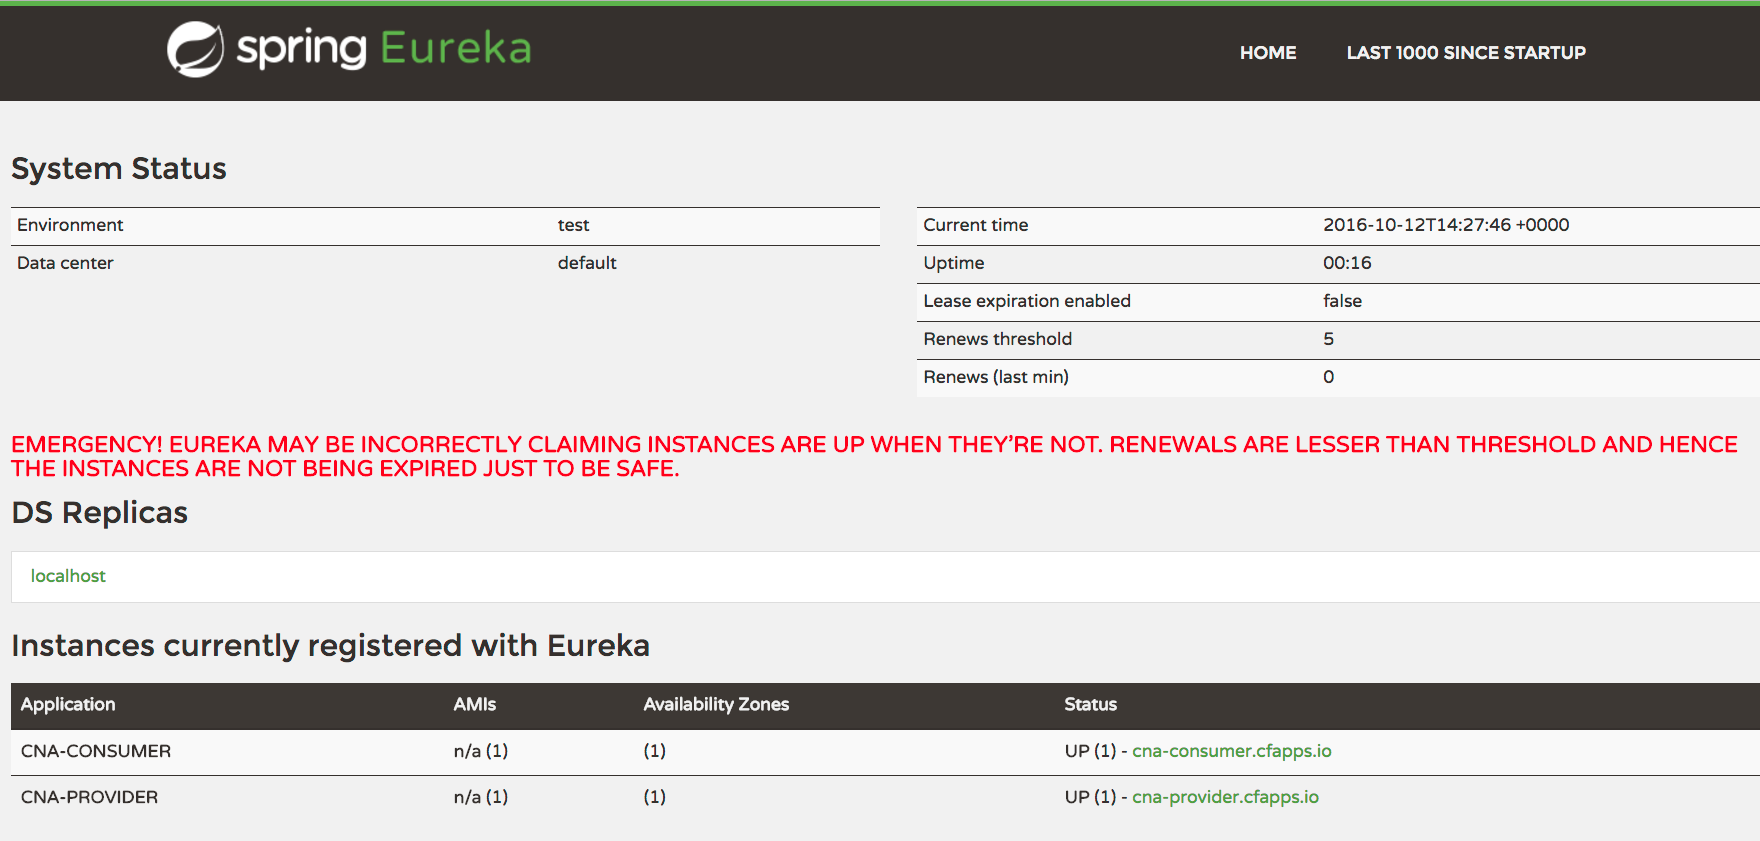 spring Eureka
HOME LAST 1000 SINCE STARTUP
System Status
Environment test
Data center default
Current time 2016-10-12T14:27:46 +0000
Uptime 00:16
Lease expiration enabled false
Renews threshold 5
Renews (last min) 0
EMERGENCY! EUREKA MAY BE INCORRECTLY CLAIMING INSTANCES ARE UP WHEN THEY'RE NOT. RENEWALS ARE LESSER THAN THRESHOLD AND HENCE
THE INSTANCES ARE NOT BEING EXPIRED JUST TO BE SAFE.
DS Replicas
localhost
Instances currently registered with Eureka
Application AMIs Availability Zones Status
CNA-CONSUMER n/a (1) (1) UP (1) - cna-consumer.cfapps.io
CNA-PROVIDER n/a (1) (1) UP (1) - cna-provider.cfapps.io